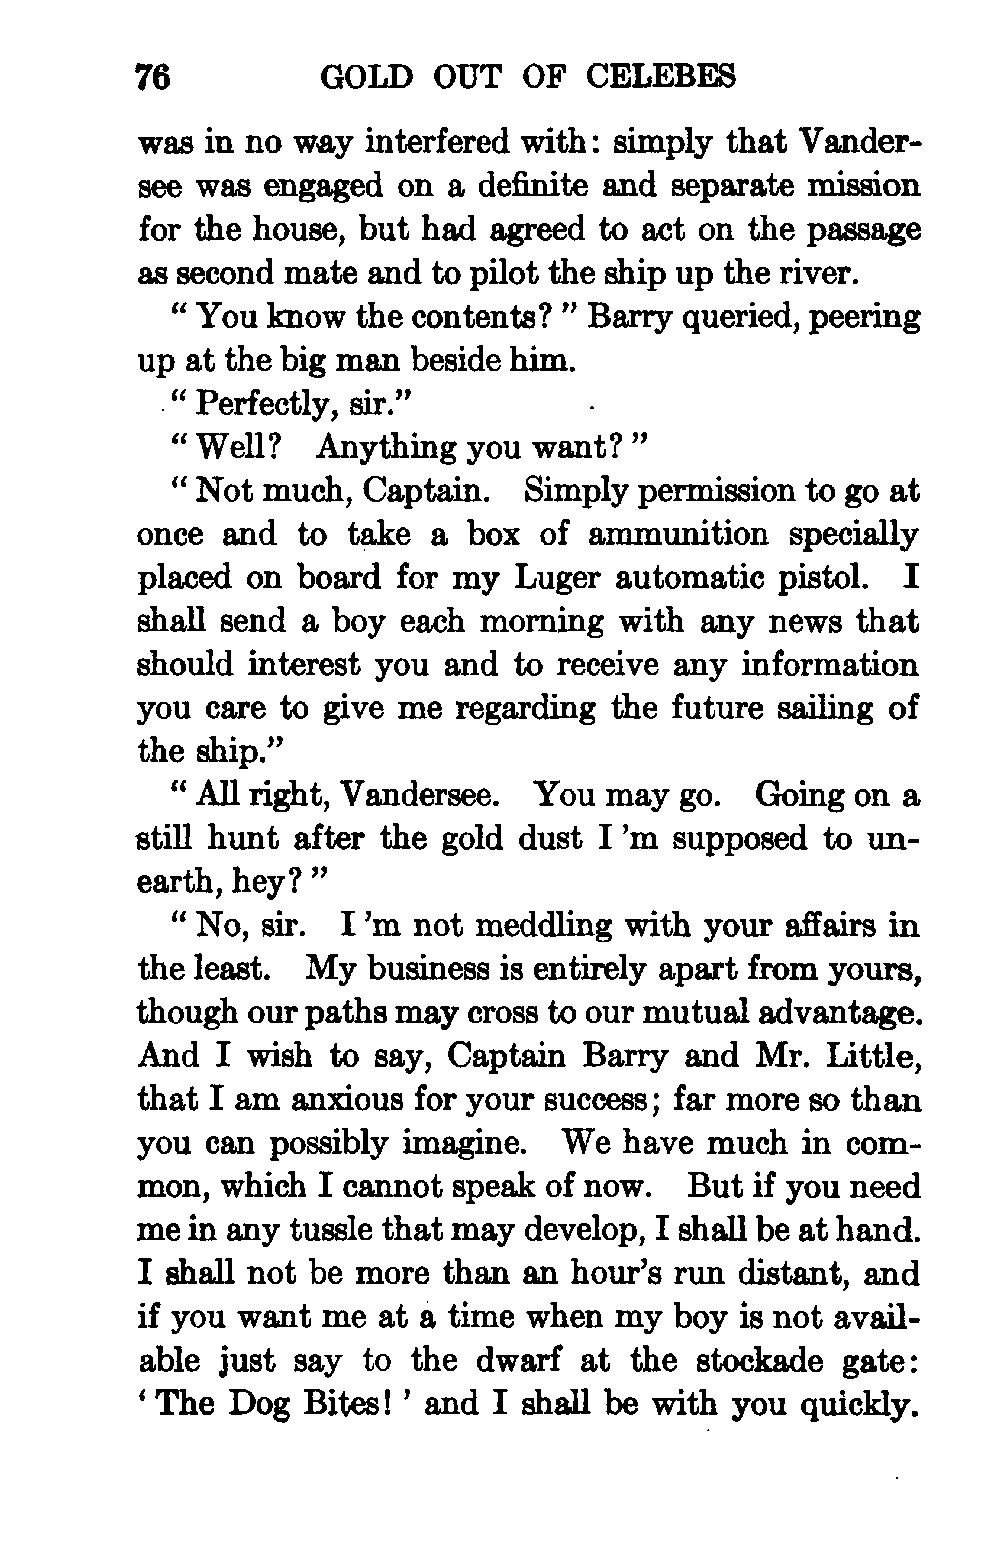 76 GOLD OUT OF CELEBES
was in no way interfered with: simply that Vander-
see was engaged on a definite and separate mission
for the house, but had agreed to act on the passage
as second mate and to pilot the ship up the river.
“ You know the contents? ” Barry queried, peering
up at the big man beside him.
“ Perfectly, sir.”
“ Well? Anything you want? ”
“ Not much, Captain. Simply permission to go at
once and to take a box of ammunition specially
placed on board for my Luger automatic pistol. I
shall send a boy each morning with any news that
should interest you and to receive any information
you care to give me regarding the future sailing of
the ship.”
“ All right, Vandersee. You may go. Going on a
still hunt after the gold dust I ’m supposed to un-
earth, hey? ”
“ No, sir. I ’m not meddling with your affairs in
the least. My business is entirely apart from yours,
though our paths may cross to our mutual advantage.
And I wish to say, Captain Barry and Mr. Little,
that I am anxious for your success; far more so than
you can possibly imagine. We have much in com-
mon, which I cannot speak of now. But if you need
me in any tussle that may develop, I shall be at hand.
I shall not be more than an hour’s run distant, and
if you want me at a time when my boy is not avail-
able just say to the dwarf at the stockade gate:
‘ The Dog Bites! ’ and I shall be with you quickly.